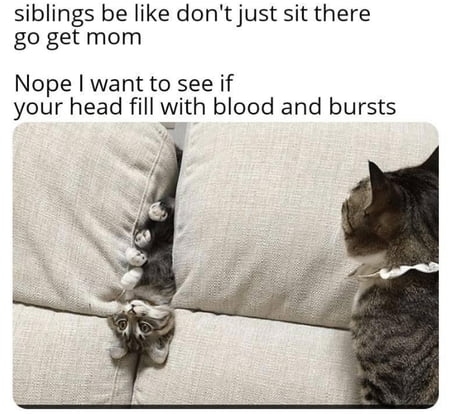 siblings be like don't just sit there
go get mom
Nope I want to see if
your head fill with blood and bursts